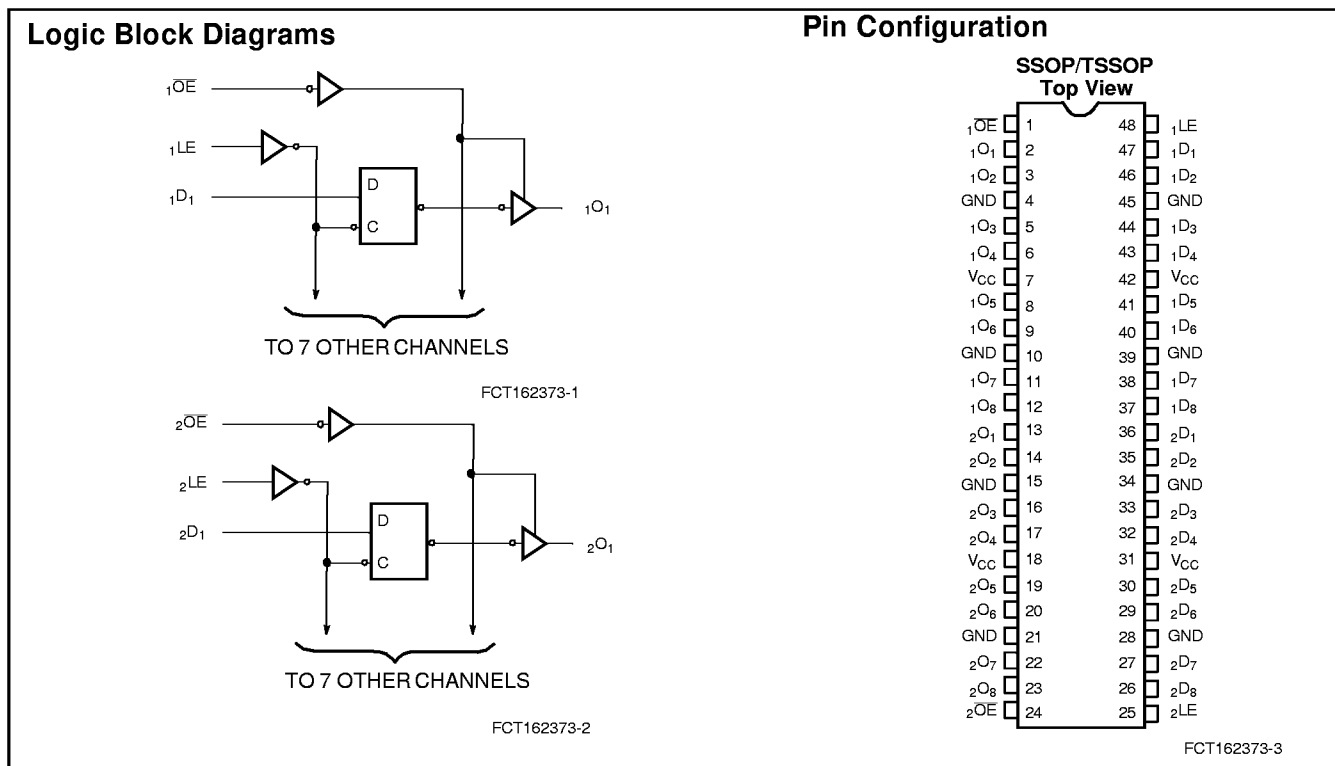 Logic Block Diagrams
₁O̅E̅
₁LE
₁D₁
D
C
₁O₁
TO 7 OTHER CHANNELS
FCT162373-1
₂O̅E̅
₂LE
₂D₁
D
C
₂O₁
TO 7 OTHER CHANNELS
FCT162373-2
Pin Configuration
SSOP/TSSOP
Top View
₁O̅E̅ 1 48 ₁LE
₁O₁ 2 47 ₁D₁
₁O₂ 3 46 ₁D₂
GND 4 45 GND
₁O₃ 5 44 ₁D₃
₁O₄ 6 43 ₁D₄
VCC 7 42 VCC
₁O₅ 8 41 ₁D₅
₁O₆ 9 40 ₁D₆
GND 10 39 GND
₁O₇ 11 38 ₁D₇
₁O₈ 12 37 ₁D₈
₂O₁ 13 36 ₂D₁
₂O₂ 14 35 ₂D₂
GND 15 34 GND
₂O₃ 16 33 ₂D₃
₂O₄ 17 32 ₂D₄
VCC 18 31 VCC
₂O₅ 19 30 ₂D₅
₂O₆ 20 29 ₂D₆
GND 21 28 GND
₂O₇ 22 27 ₂D₇
₂O₈ 23 26 ₂D₈
₂O̅E̅ 24 25 ₂LE
FCT162373-3